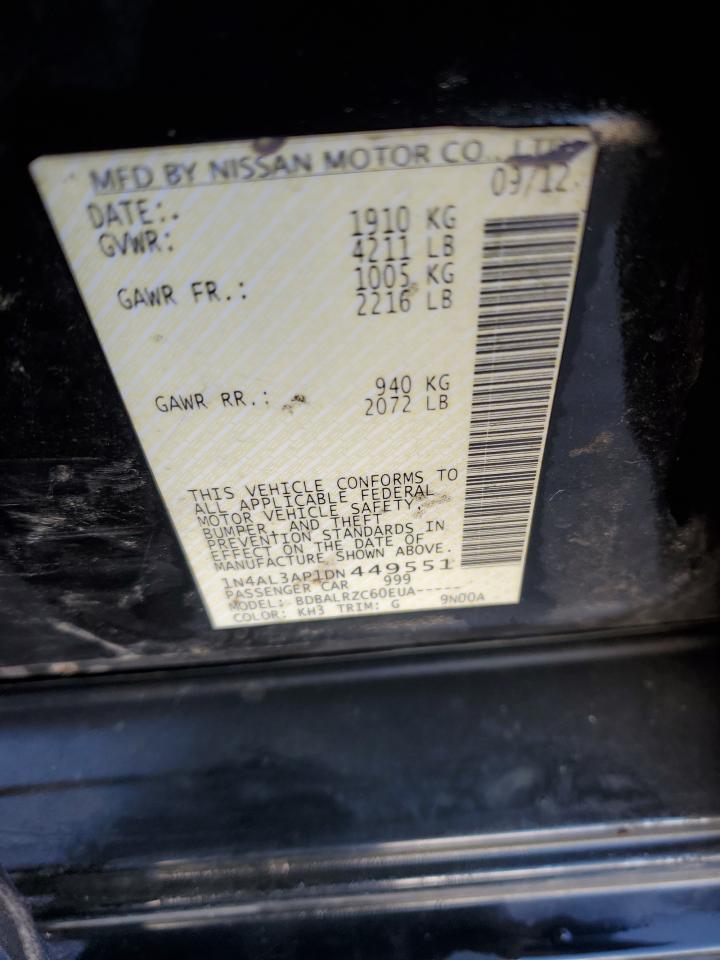 MFD BY NISSAN MOTOR CO., LTD
DATE:. 09/12
GVWR: 1910 KG
4211 LB
GAWR FR.: 1005 KG
2216 LB
GAWR RR.: 940 KG
2072 LB
THIS VEHICLE CONFORMS TO
ALL APPLICABLE FEDERAL
MOTOR VEHICLE SAFETY,
BUMPER, AND THEFT
PREVENTION STANDARDS IN
EFFECT ON THE DATE OF
MANUFACTURE SHOWN ABOVE.
1N4AL3AP1DN449551
PASSENGER CAR 999
MODEL: BDBALRZC60EUA-----
COLOR: KH3 TRIM: G 9N00A